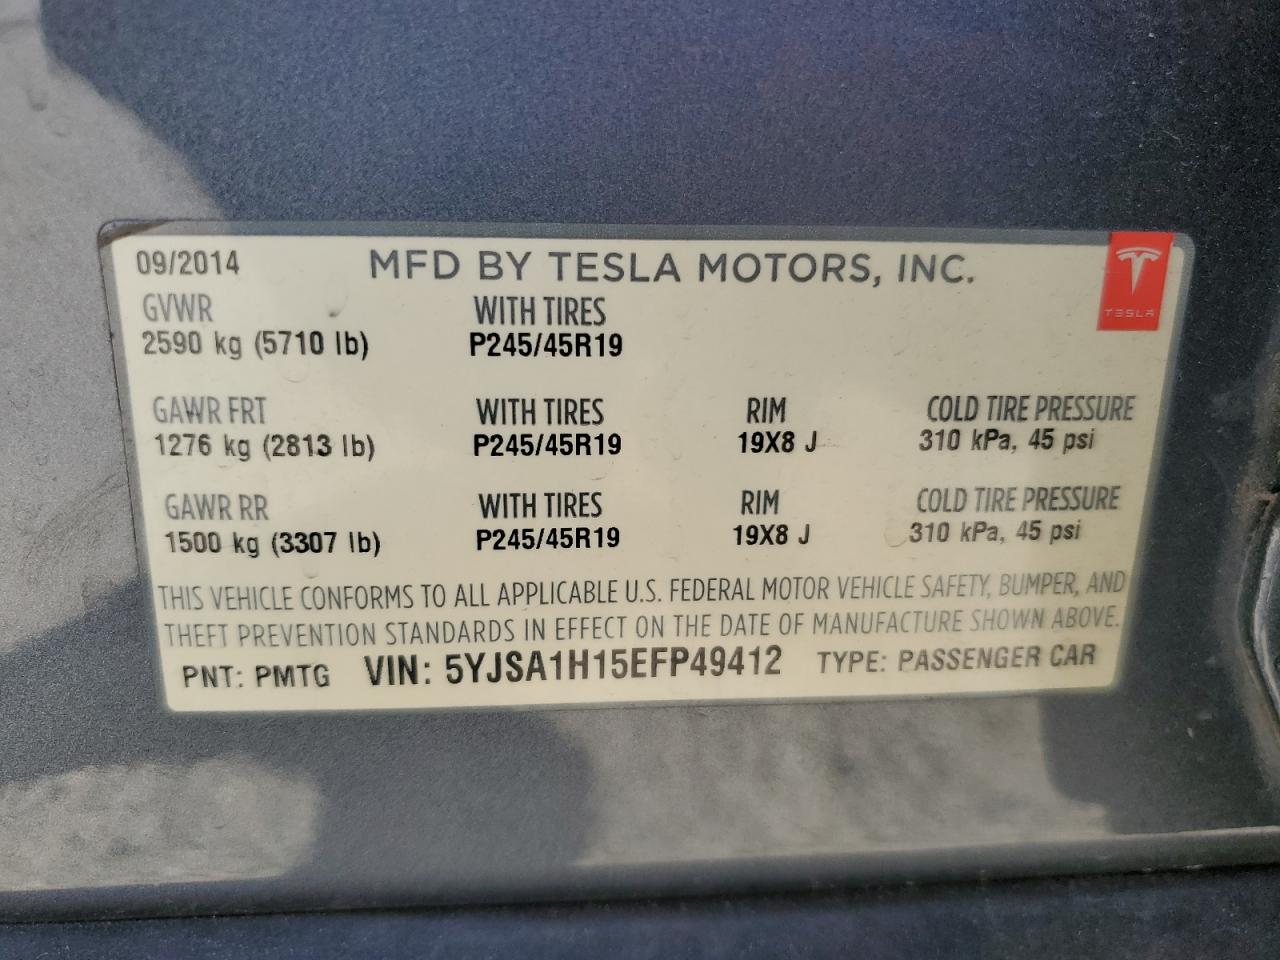 09/2014 MFD BY TESLA MOTORS, INC.
TESLA
GVWR WITH TIRES
2590 kg (5710 lb) P245/45R19
GAWR FRT WITH TIRES RIM COLD TIRE PRESSURE
1276 kg (2813 lb) P245/45R19 19X8 J 310 kPa, 45 psi
GAWR RR WITH TIRES RIM COLD TIRE PRESSURE
1500 kg (3307 lb) P245/45R19 19X8 J 310 kPa, 45 psi
THIS VEHICLE CONFORMS TO ALL APPLICABLE U.S. FEDERAL MOTOR VEHICLE SAFETY, BUMPER, AND
THEFT PREVENTION STANDARDS IN EFFECT ON THE DATE OF MANUFACTURE SHOWN ABOVE.
PNT: PMTG VIN: 5YJSA1H15EFP49412 TYPE: PASSENGER CAR